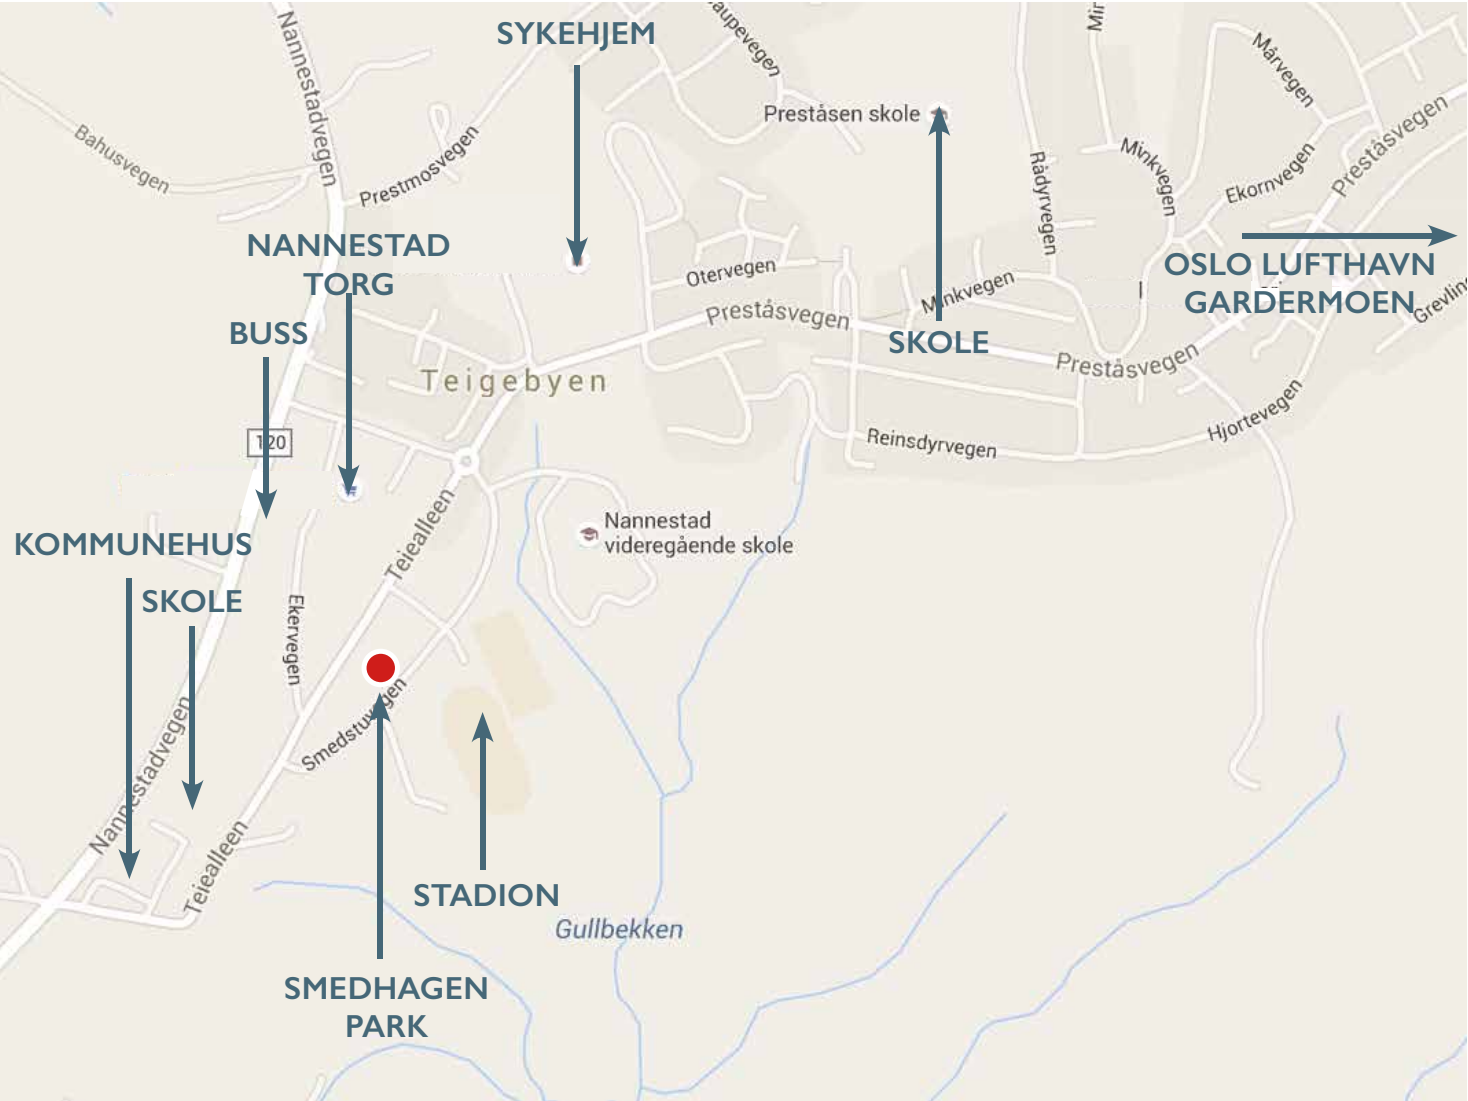 SYKEHJEM
Nannestadvegen
Mårvegen
Preståsen skole
Bahusvegen
Prestmosvegen
Rådyrvegen
Minkvegen
Ekornvegen
Preståsvegen
NANNESTAD
TORG
Otervegen
Minkvegen
OSLO LUFTHAVN
GARDERMOEN
BUSS
Preståsvegen
SKOLE
Preståsvegen
Teigebyen
Hjortevegen
120
Reinsdyrvegen
KOMMUNEHUS
Teiealleen
Nannestad
videregående skole
SKOLE
Ekervegen
Smedstuvegen
Nannestadvegen
Teiealleen
STADION
Gullbekken
SMEDHAGEN
PARK